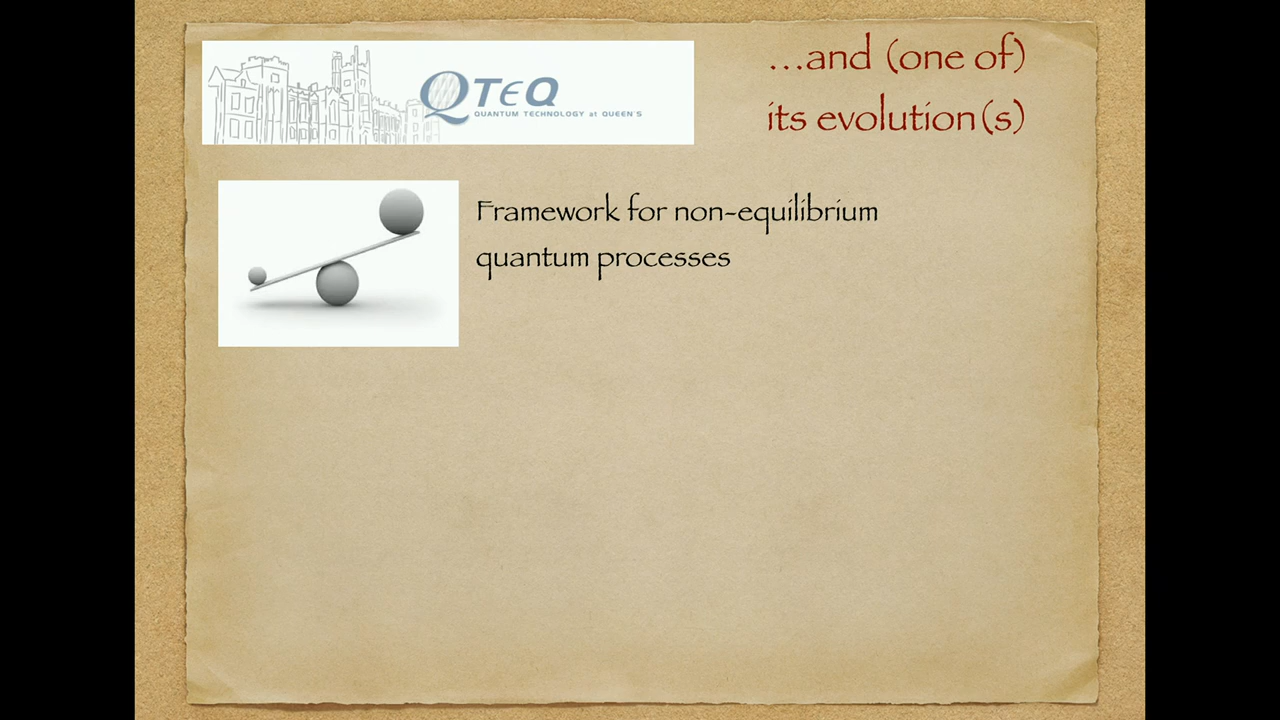 QTEQ
QUANTUM TECHNOLOGY at QUEEN'S
...and (one of)
its evolution(s)
Framework for non-equilibrium
quantum processes